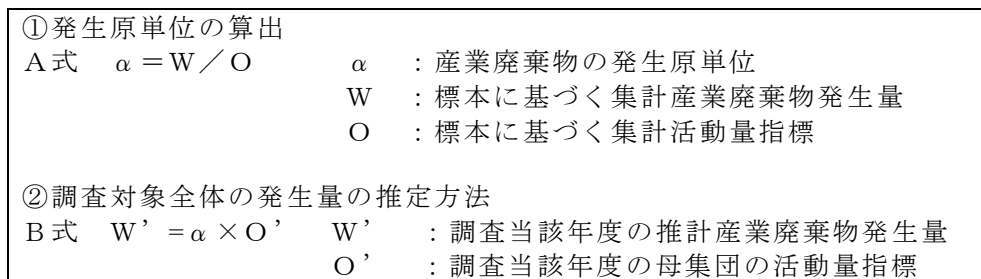 ①発生原単位の算出
A式　α＝W／O　　α　：産業廃棄物の発生原単位
W　：標本に基づく集計産業廃棄物発生量
O　：標本に基づく集計活動量指標
②調査対象全体の発生量の推定方法
B式　W’＝α×O’　W’　：調査当該年度の推計産業廃棄物発生量
O’　：調査当該年度の母集団の活動量指標